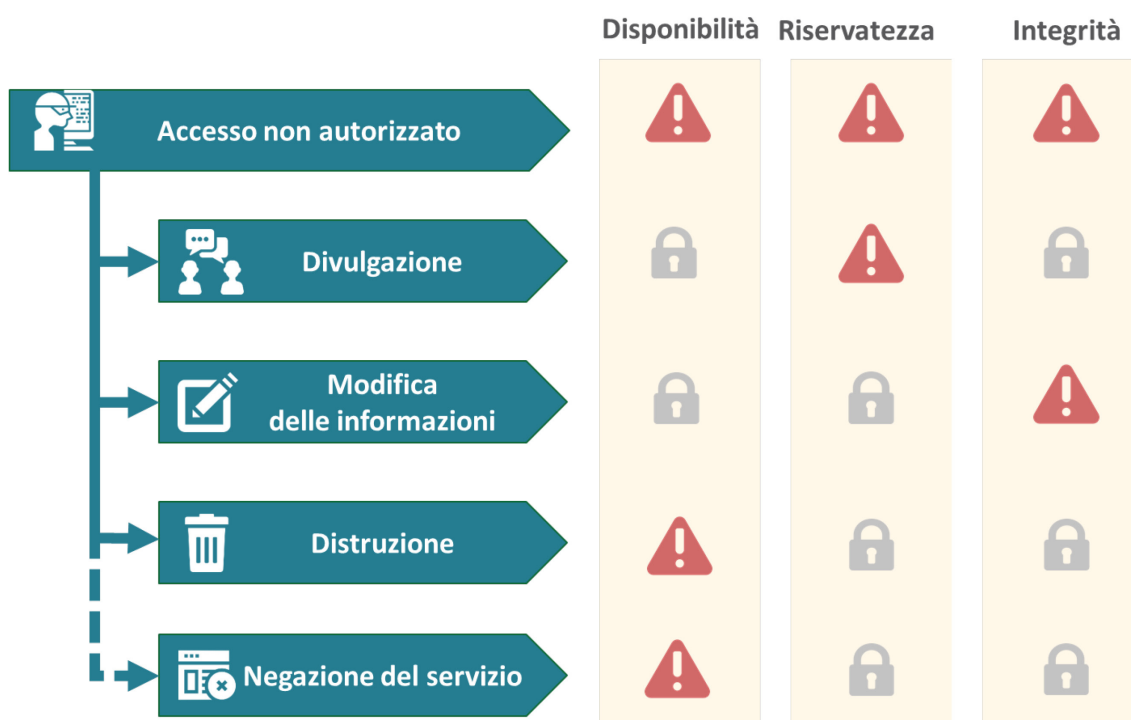 Disponibilità Riservatezza Integrità
Accesso non autorizzato
Divulgazione
Modifica
delle informazioni
Distruzione
Negazione del servizio